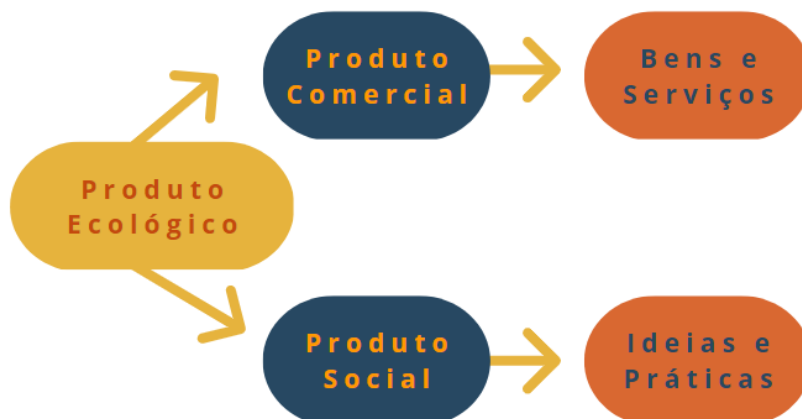 Produto
Comercial
Bens e
Serviços
Produto
Ecológico
Produto
Social
Ideias e
Práticas